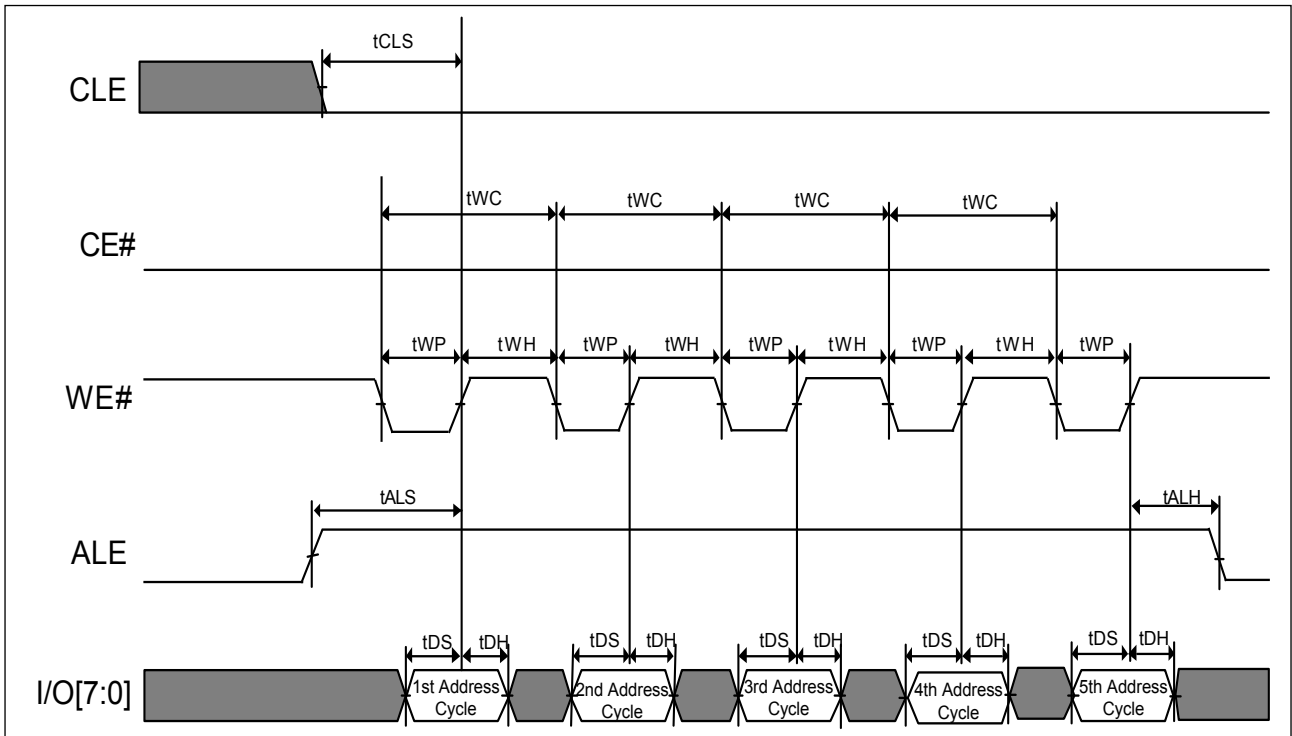 tCLS
CLE
tWC tWC tWC tWC
CE#
tWP tWH tWP tWH tWP tWH tWP tWH tWP
WE#
tALS tALH
ALE
tDS tDH tDS tDH tDS tDH tDS tDH tDS tDH
I/O[7:0]
1st Address
Cycle
2nd Address
Cycle
3rd Address
Cycle
4th Address
Cycle
5th Address
Cycle